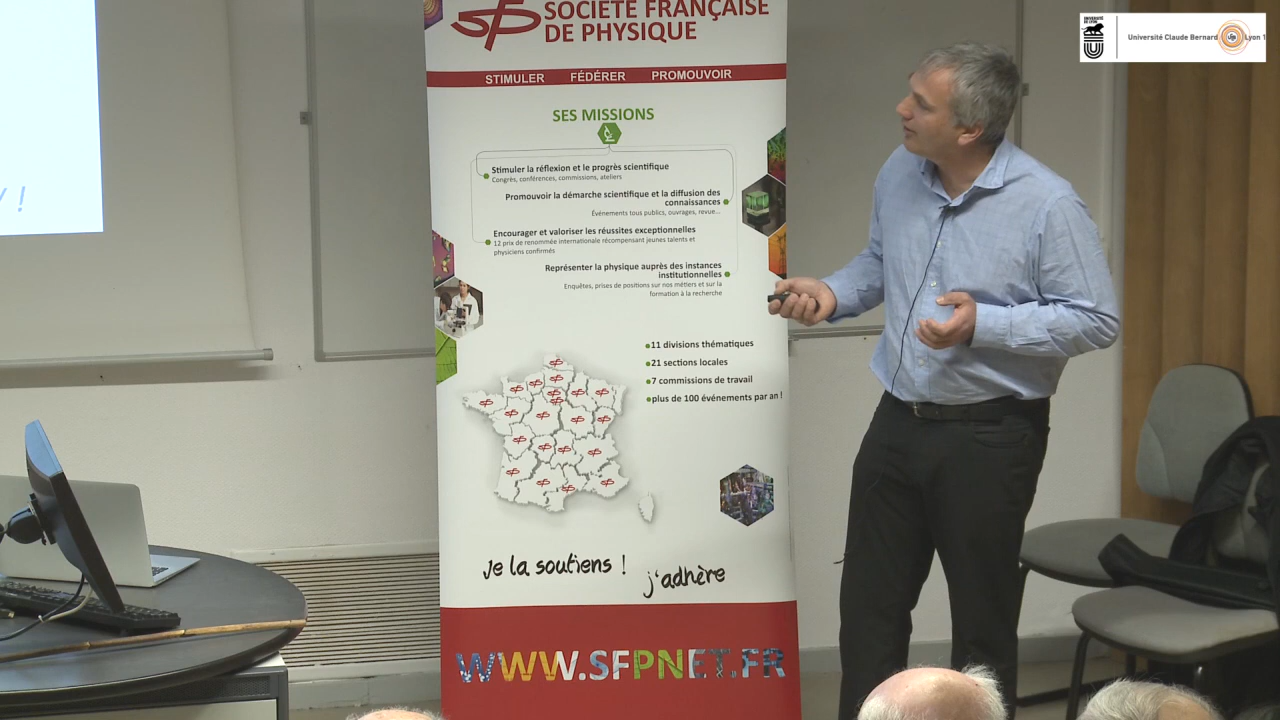 sfp SOCIÉTÉ FRANÇAISE
DE PHYSIQUE
UNIVERSITÉ
DE LYON
Université Claude Bernard Lyon 1
STIMULER FÉDÉRER PROMOUVOIR
SES MISSIONS
Stimuler la réflexion et le progrès scientifique
Congrès, conférences, commissions, ateliers
Promouvoir la démarche scientifique et la diffusion des
connaissances
Événements tous publics, ouvrages, revue...
Encourager et valoriser les réussites exceptionnelles
12 prix de renommée internationale récompensant jeunes talents et
physiciens confirmés
Représenter la physique auprès des instances
institutionnelles
Enquêtes, prises de positions sur nos métiers et sur la
formation à la recherche
11 divisions thématiques
21 sections locales
7 commissions de travail
plus de 100 événements par an !
je la soutiens !
j'adhère
WWW.SFPNET.FR